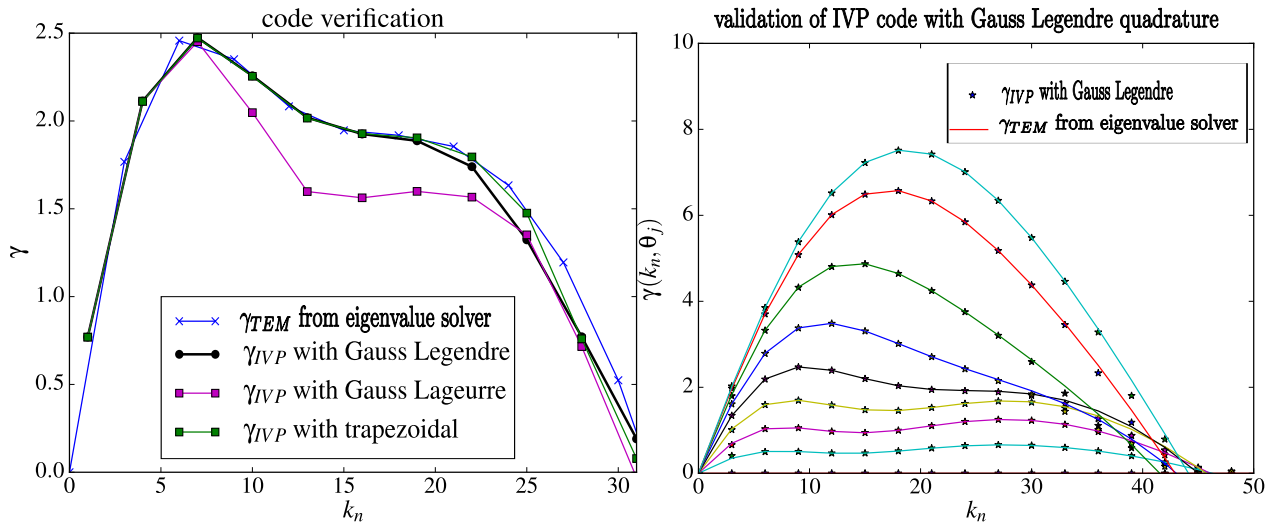 code verification
2.5
2.0
1.5
1.0
0.5
0.0
γ
0 5 10 15 20 25 30
k_n
γ_TEM from eigenvalue solver
γ_IVP with Gauss Legendre
γ_IVP with Gauss Lageurre
γ_IVP with trapezoidal
validation of IVP code with Gauss Legendre quadrature
10
8
6
4
2
0
γ(k_n, θ_j)
0 10 20 30 40 50
k_n
γ_IVP with Gauss Legendre
γ_TEM from eigenvalue solver